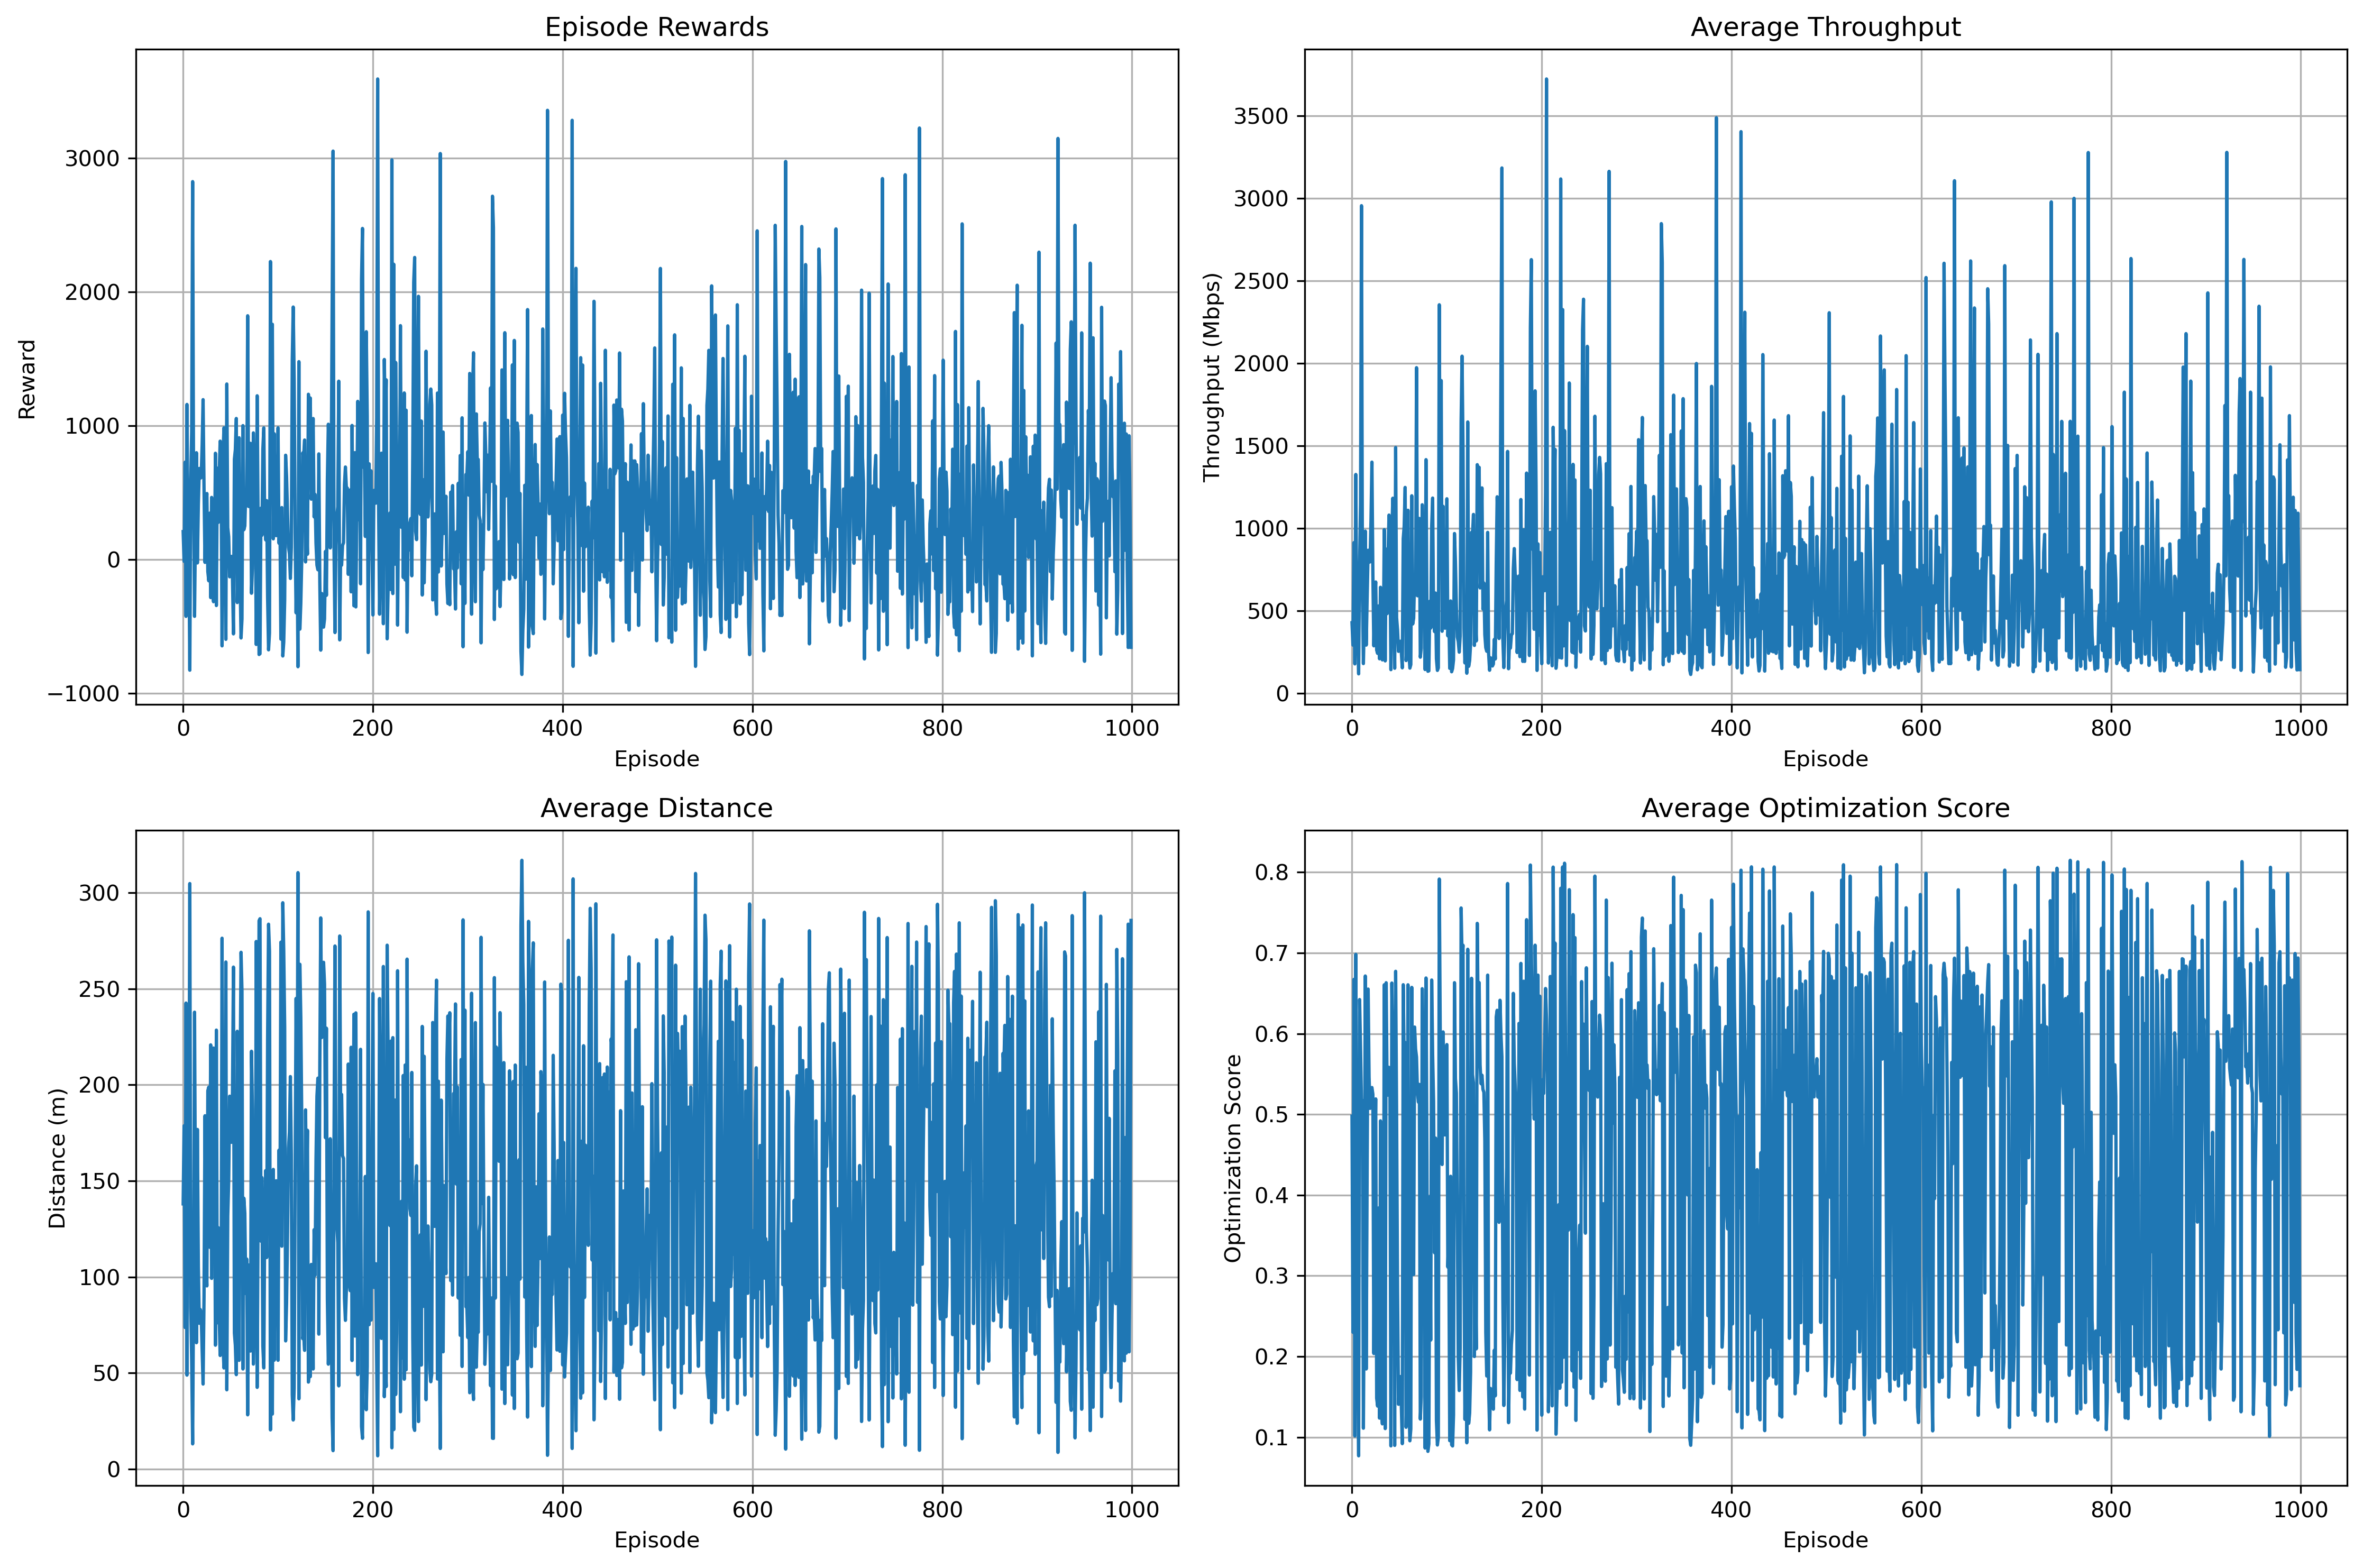 Episode Rewards
Reward
3000
2000
1000
0
−1000
0 200 400 600 800 1000
Episode
Average Throughput
Throughput (Mbps)
3500
3000
2500
2000
1500
1000
500
0
0 200 400 600 800 1000
Episode
Average Distance
Distance (m)
300
250
200
150
100
50
0
0 200 400 600 800 1000
Episode
Average Optimization Score
Optimization Score
0.8
0.7
0.6
0.5
0.4
0.3
0.2
0.1
0 200 400 600 800 1000
Episode